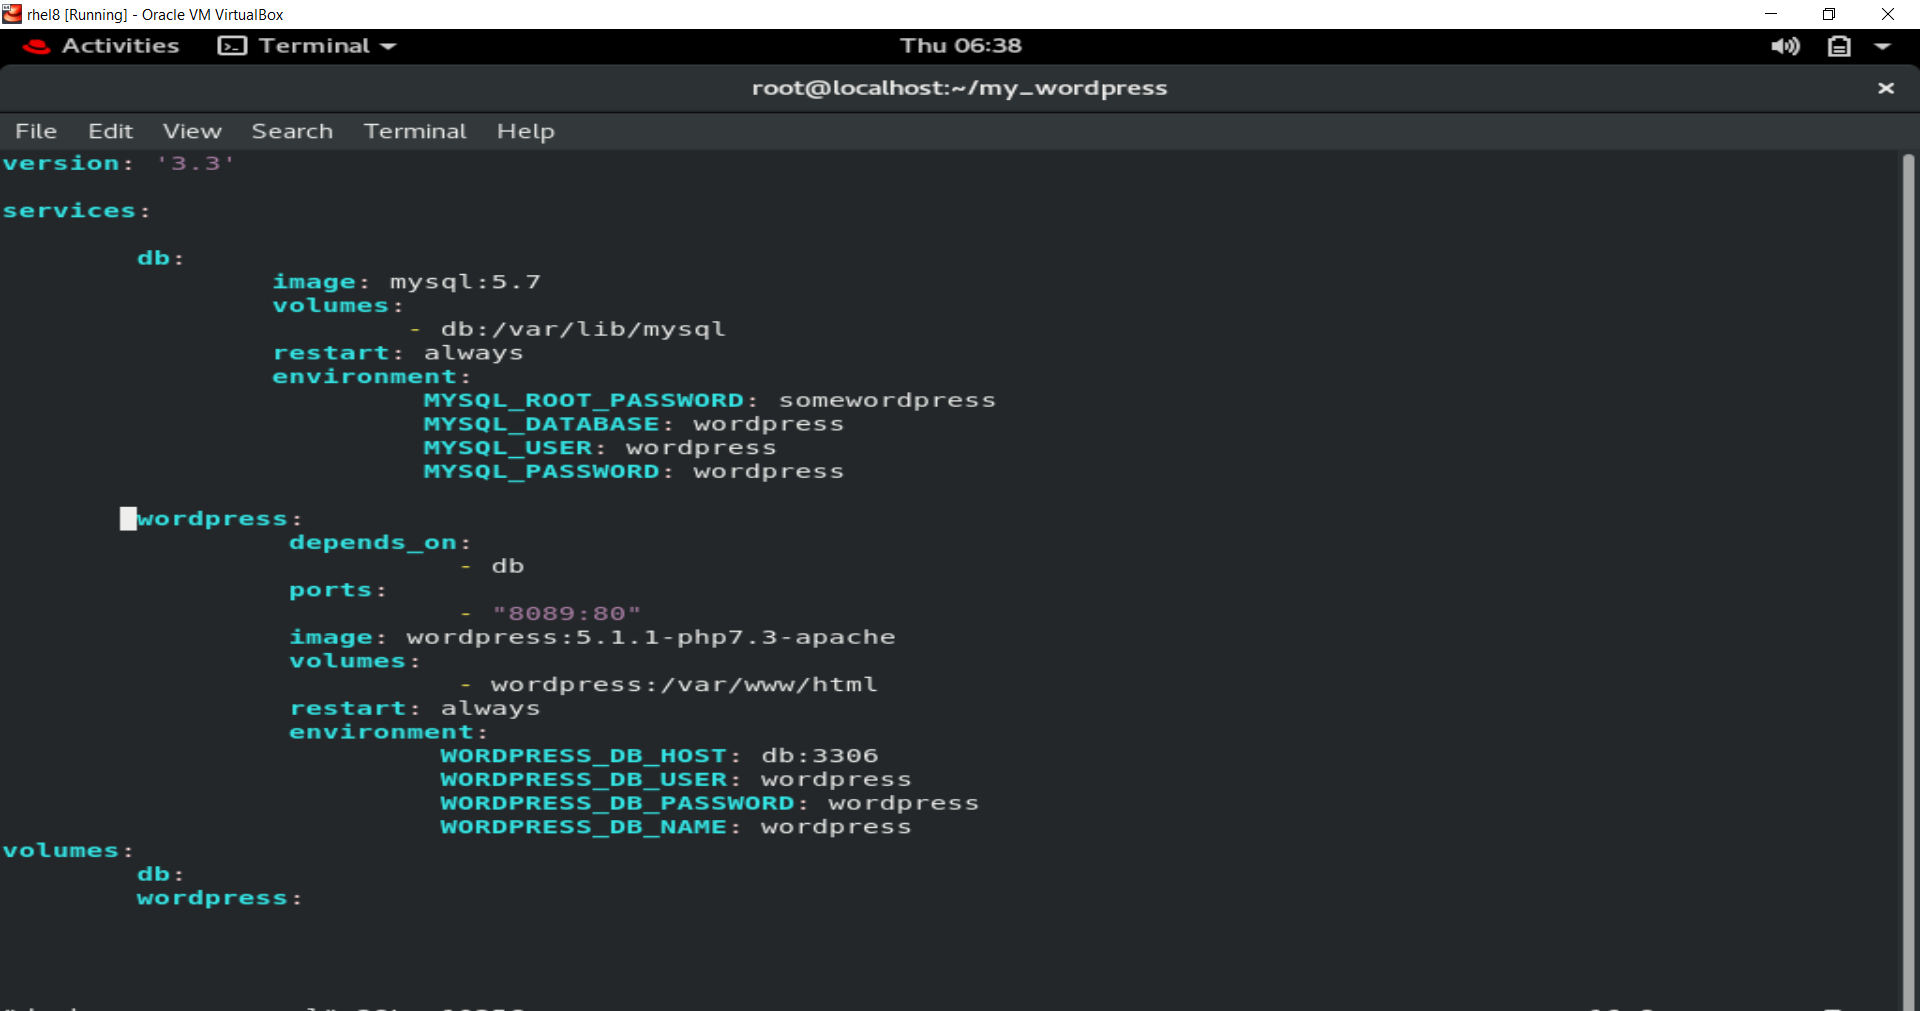 rhel8 [Running] - Oracle VM VirtualBox
Activities Terminal Thu 06:38
root@localhost:~/my_wordpress
File Edit View Search Terminal Help
version: '3.3'
services:
db:
image: mysql:5.7
volumes:
- db:/var/lib/mysql
restart: always
environment:
MYSQL_ROOT_PASSWORD: somewordpress
MYSQL_DATABASE: wordpress
MYSQL_USER: wordpress
MYSQL_PASSWORD: wordpress
wordpress:
depends_on:
- db
ports:
- "8089:80"
image: wordpress:5.1.1-php7.3-apache
volumes:
- wordpress:/var/www/html
restart: always
environment:
WORDPRESS_DB_HOST: db:3306
WORDPRESS_DB_USER: wordpress
WORDPRESS_DB_PASSWORD: wordpress
WORDPRESS_DB_NAME: wordpress
volumes:
db:
wordpress: